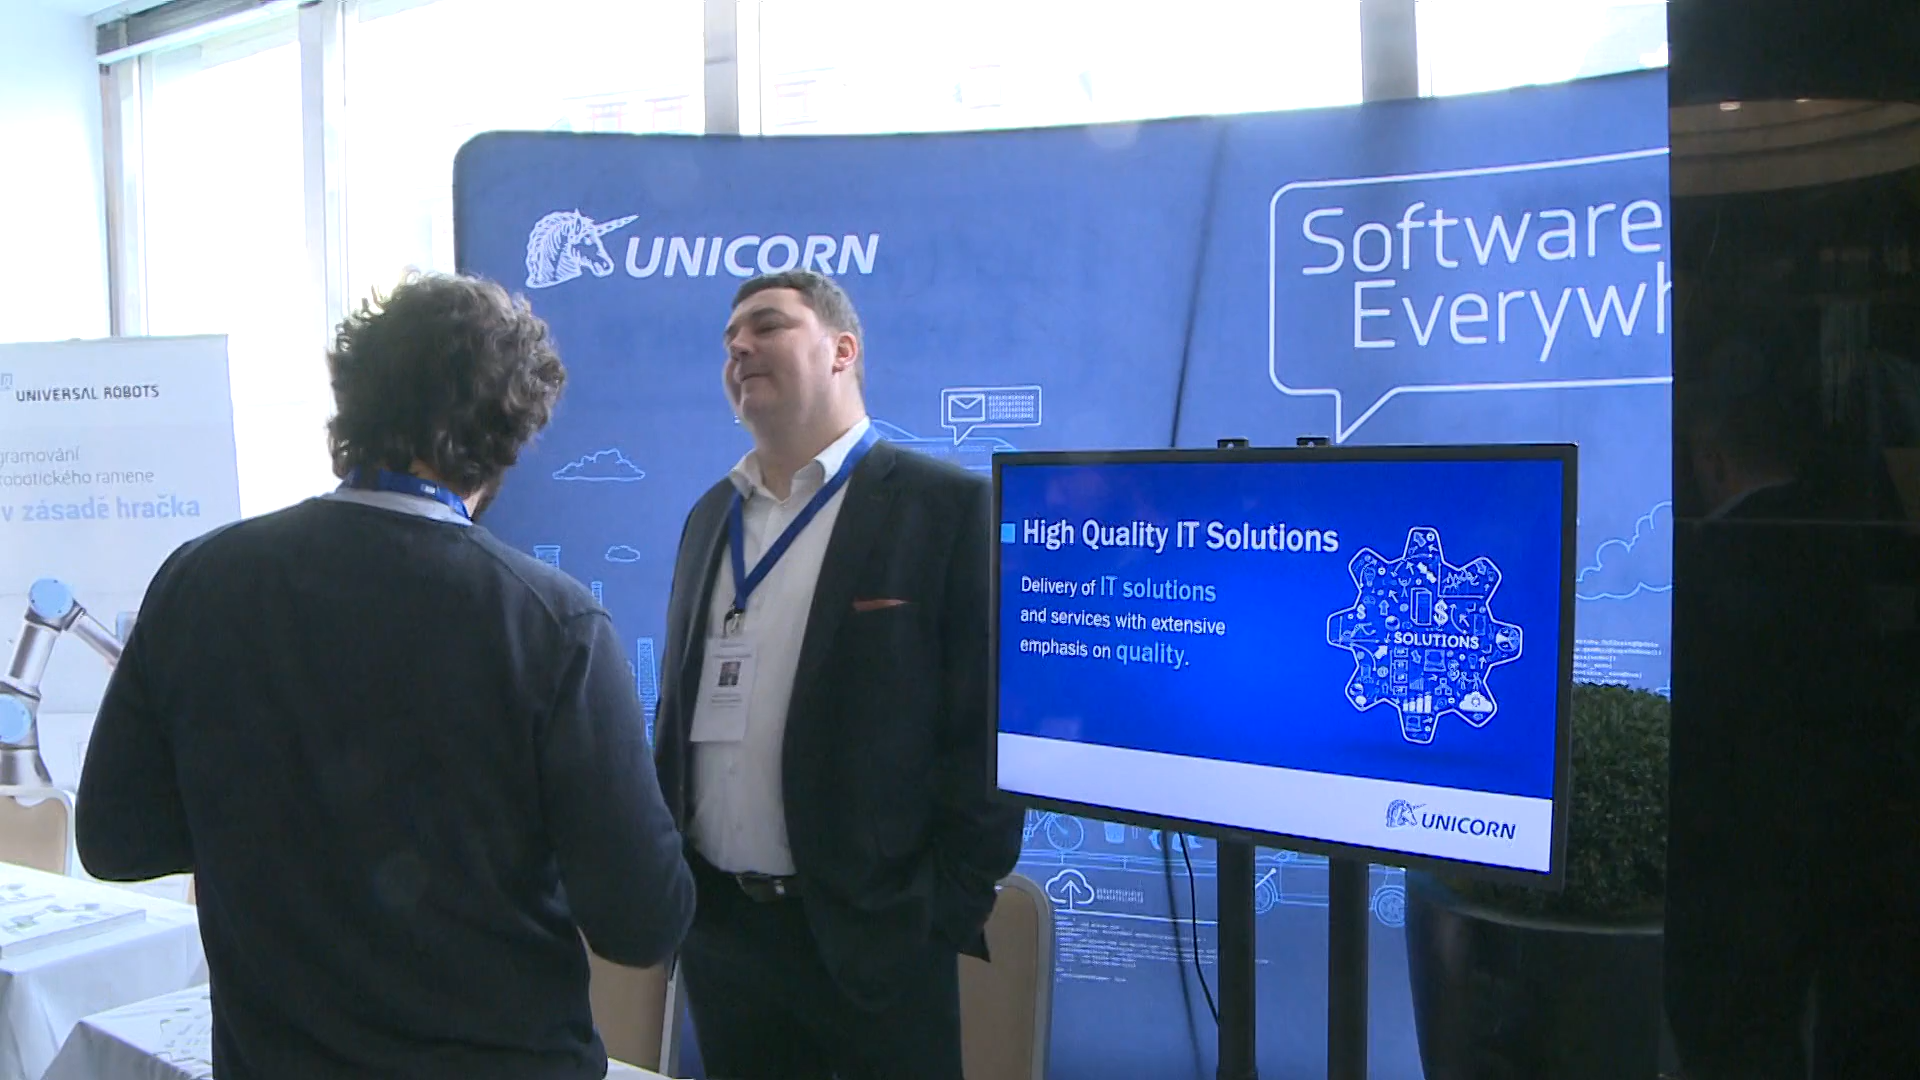 UNICORN
Software
Everywh
UNIVERSAL ROBOTS
gramování
robotického ramene
v zásadě hračka
High Quality IT Solutions
Delivery of IT solutions
and services with extensive
emphasis on quality.
SOLUTIONS
UNICORN